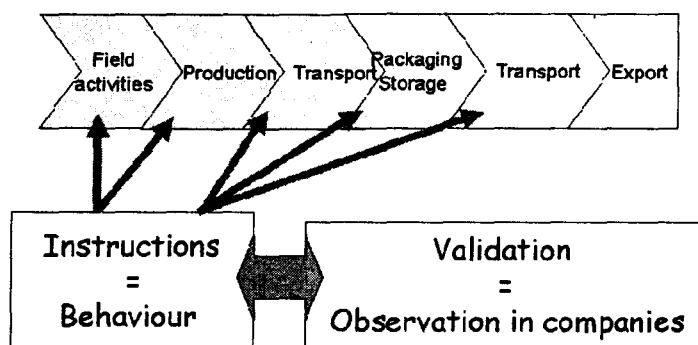 Field
activities
Production
Transport
Packaging
Storage
Transport
Export
Instructions
=
Behaviour
Validation
=
Observation in companies